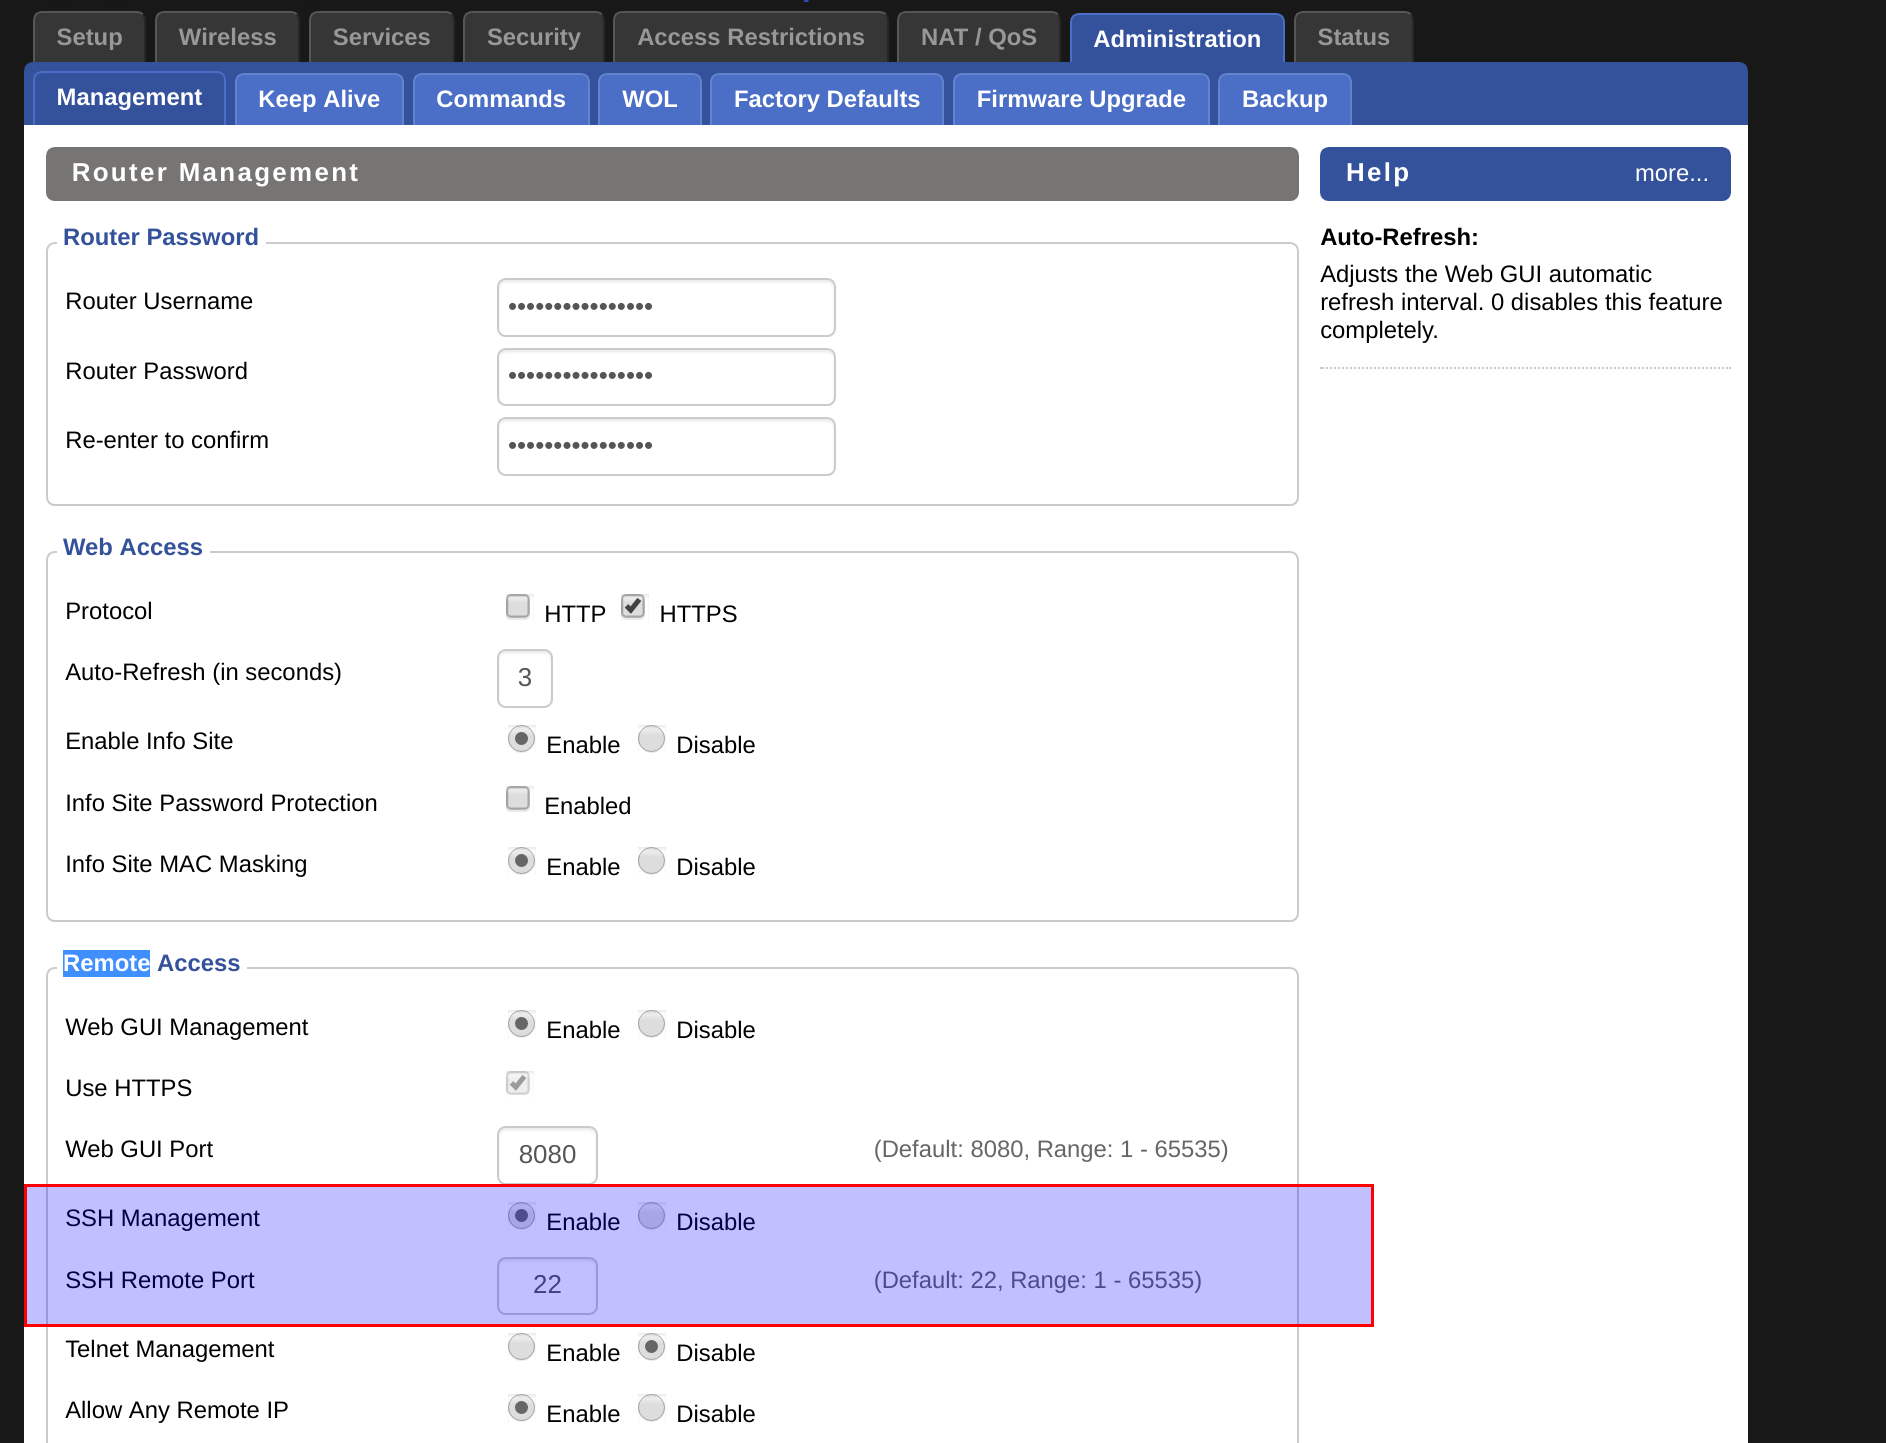 Setup Wireless Services Security Access Restrictions NAT / QoS Administration Status
Management Keep Alive Commands WOL Factory Defaults Firmware Upgrade Backup
Router Management
Router Password
Router Username ••••••••••••••••
Router Password ••••••••••••••••
Re-enter to confirm ••••••••••••••••
Web Access
Protocol HTTP HTTPS
Auto-Refresh (in seconds) 3
Enable Info Site Enable Disable
Info Site Password Protection Enabled
Info Site MAC Masking Enable Disable
Remote Access
Web GUI Management Enable Disable
Use HTTPS
Web GUI Port 8080 (Default: 8080, Range: 1 - 65535)
SSH Management Enable Disable
SSH Remote Port 22 (Default: 22, Range: 1 - 65535)
Telnet Management Enable Disable
Allow Any Remote IP Enable Disable
Help more...
Auto-Refresh:
Adjusts the Web GUI automatic
refresh interval. 0 disables this feature
completely.